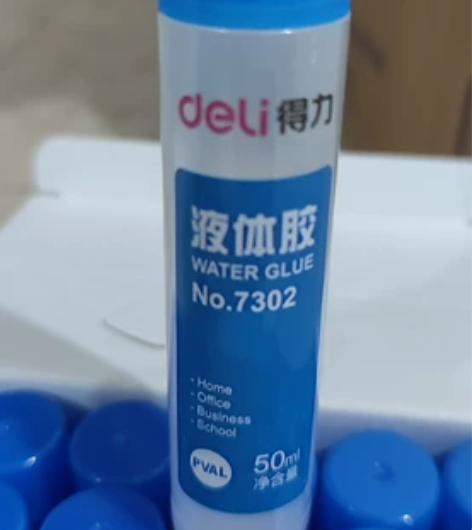 deli得力
液体胶
WATER GLUE
No.7302
- Home
- Office
- Business
- School
PVAL
50ml
净含量